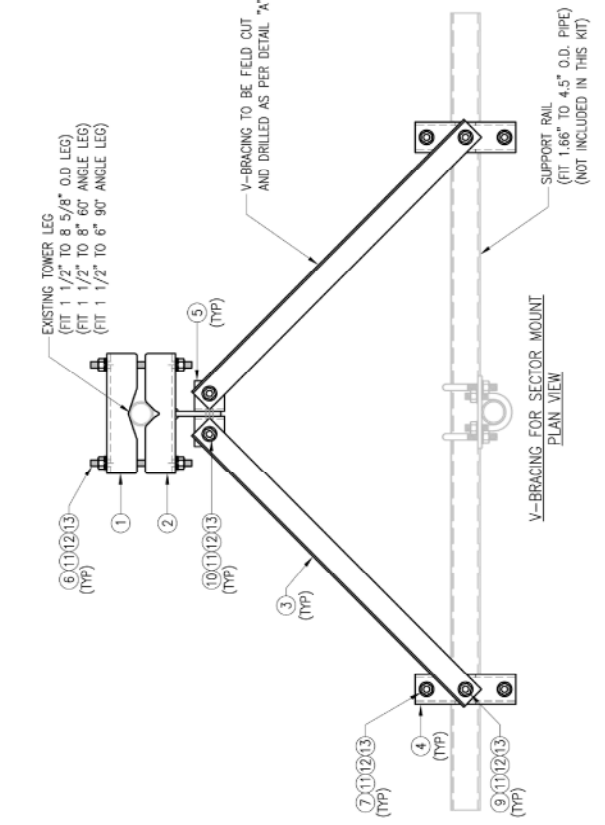 EXISTING TOWER LEG
(FIT 1 1/2" TO 8 5/8" O.D LEG)
(FIT 1 1/2" TO 8" 60° ANGLE LEG)
(FIT 1 1/2" TO 6" 90° ANGLE LEG)
V-BRACING TO BE FIELD CUT
AND DRILLED AS PER DETAIL "A"
6 11 12 13
(TYP)
1
2
5
(TYP)
10 11 12 13
(TYP)
3
(TYP)
7 11 12 13
(TYP)
4
(TYP)
9 11 12 13
(TYP)
SUPPORT RAIL
(FIT 1.66" TO 4.5" O.D. PIPE)
(NOT INCLUDED IN THIS KIT)
V-BRACING FOR SECTOR MOUNT
PLAN VIEW